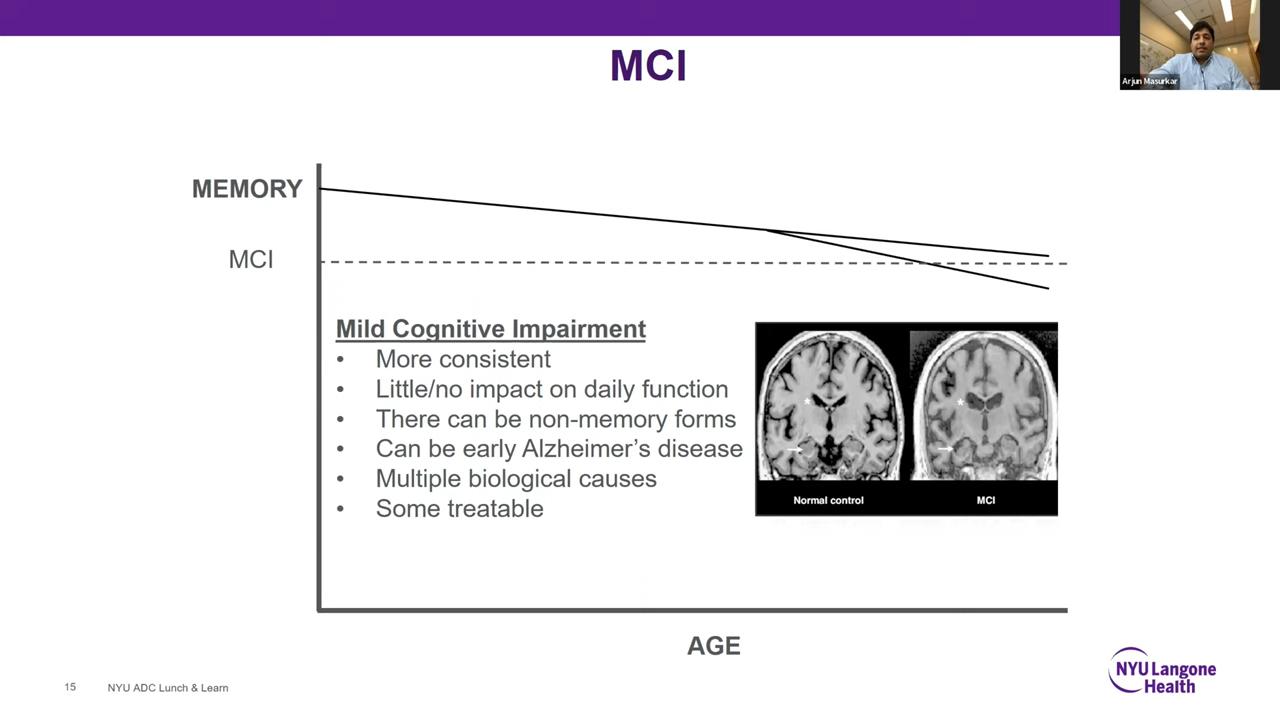 MCI
Arjun Masurkar
MEMORY
MCI
Mild Cognitive Impairment
• More consistent
• Little/no impact on daily function
• There can be non-memory forms
• Can be early Alzheimer’s disease
• Multiple biological causes
• Some treatable
* *
Normal control MCI
AGE
15 NYU ADC Lunch & Learn
NYU Langone
Health